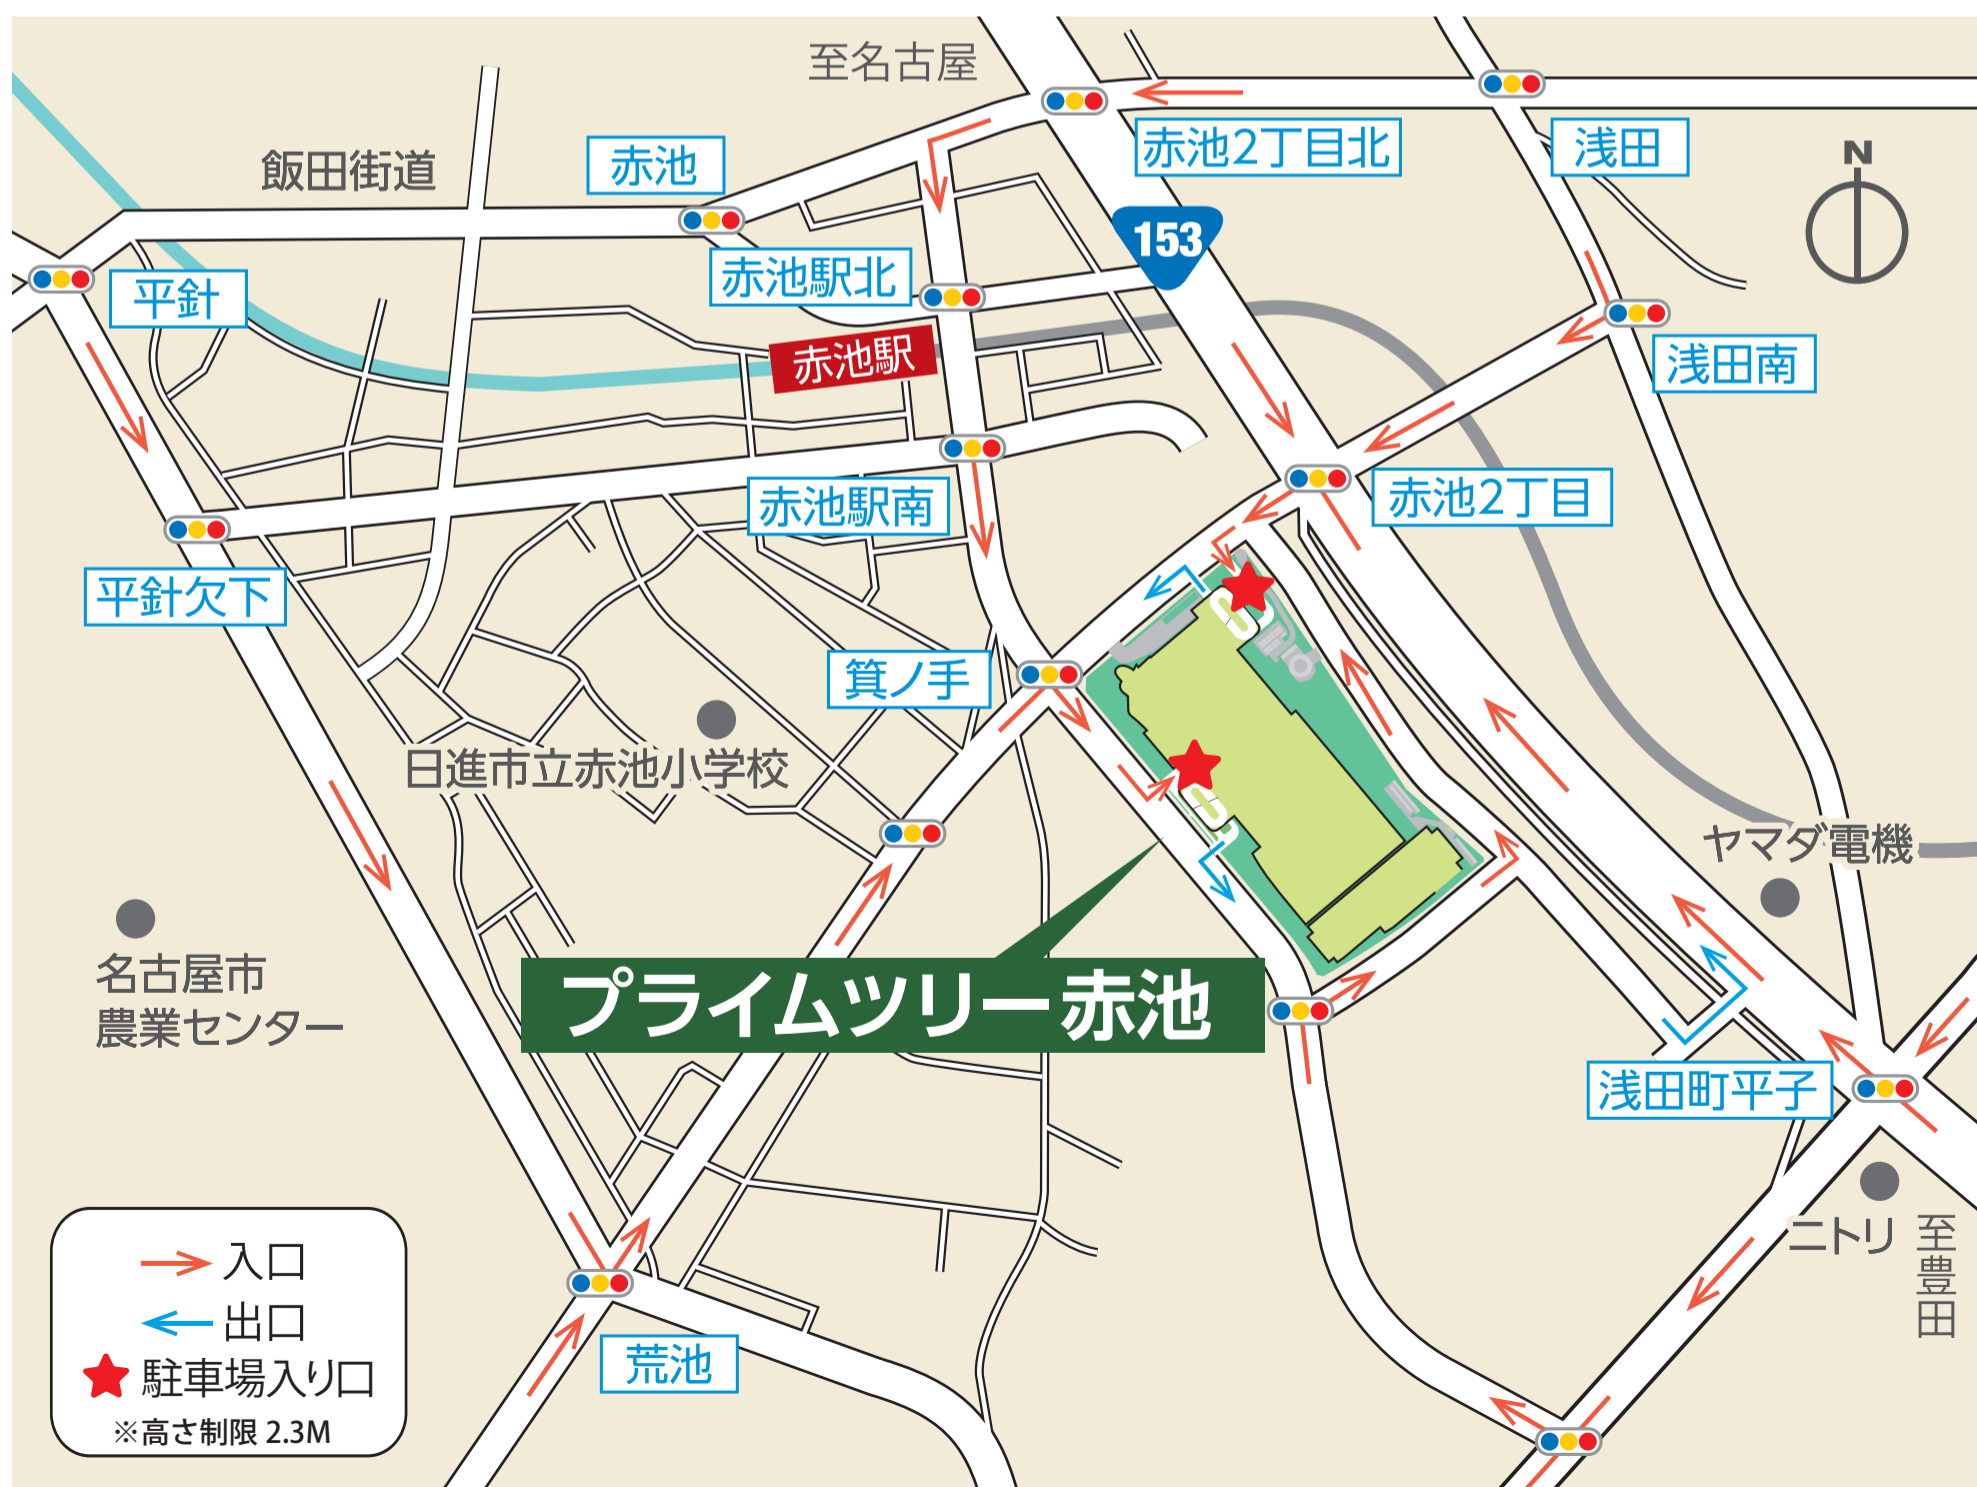 至名古屋
赤池2丁目北
浅田
N
赤池
飯田街道
153
赤池駅北
平針
赤池駅
浅田南
赤池2丁目
赤池駅南
平針欠下
箕ノ手
日進市立赤池小学校
ヤマダ電機
名古屋市
農業センター
プライムツリー赤池
浅田町平子
ニトリ
至豊田
荒池
入口
出口
駐車場入り口
※高さ制限 2.3M